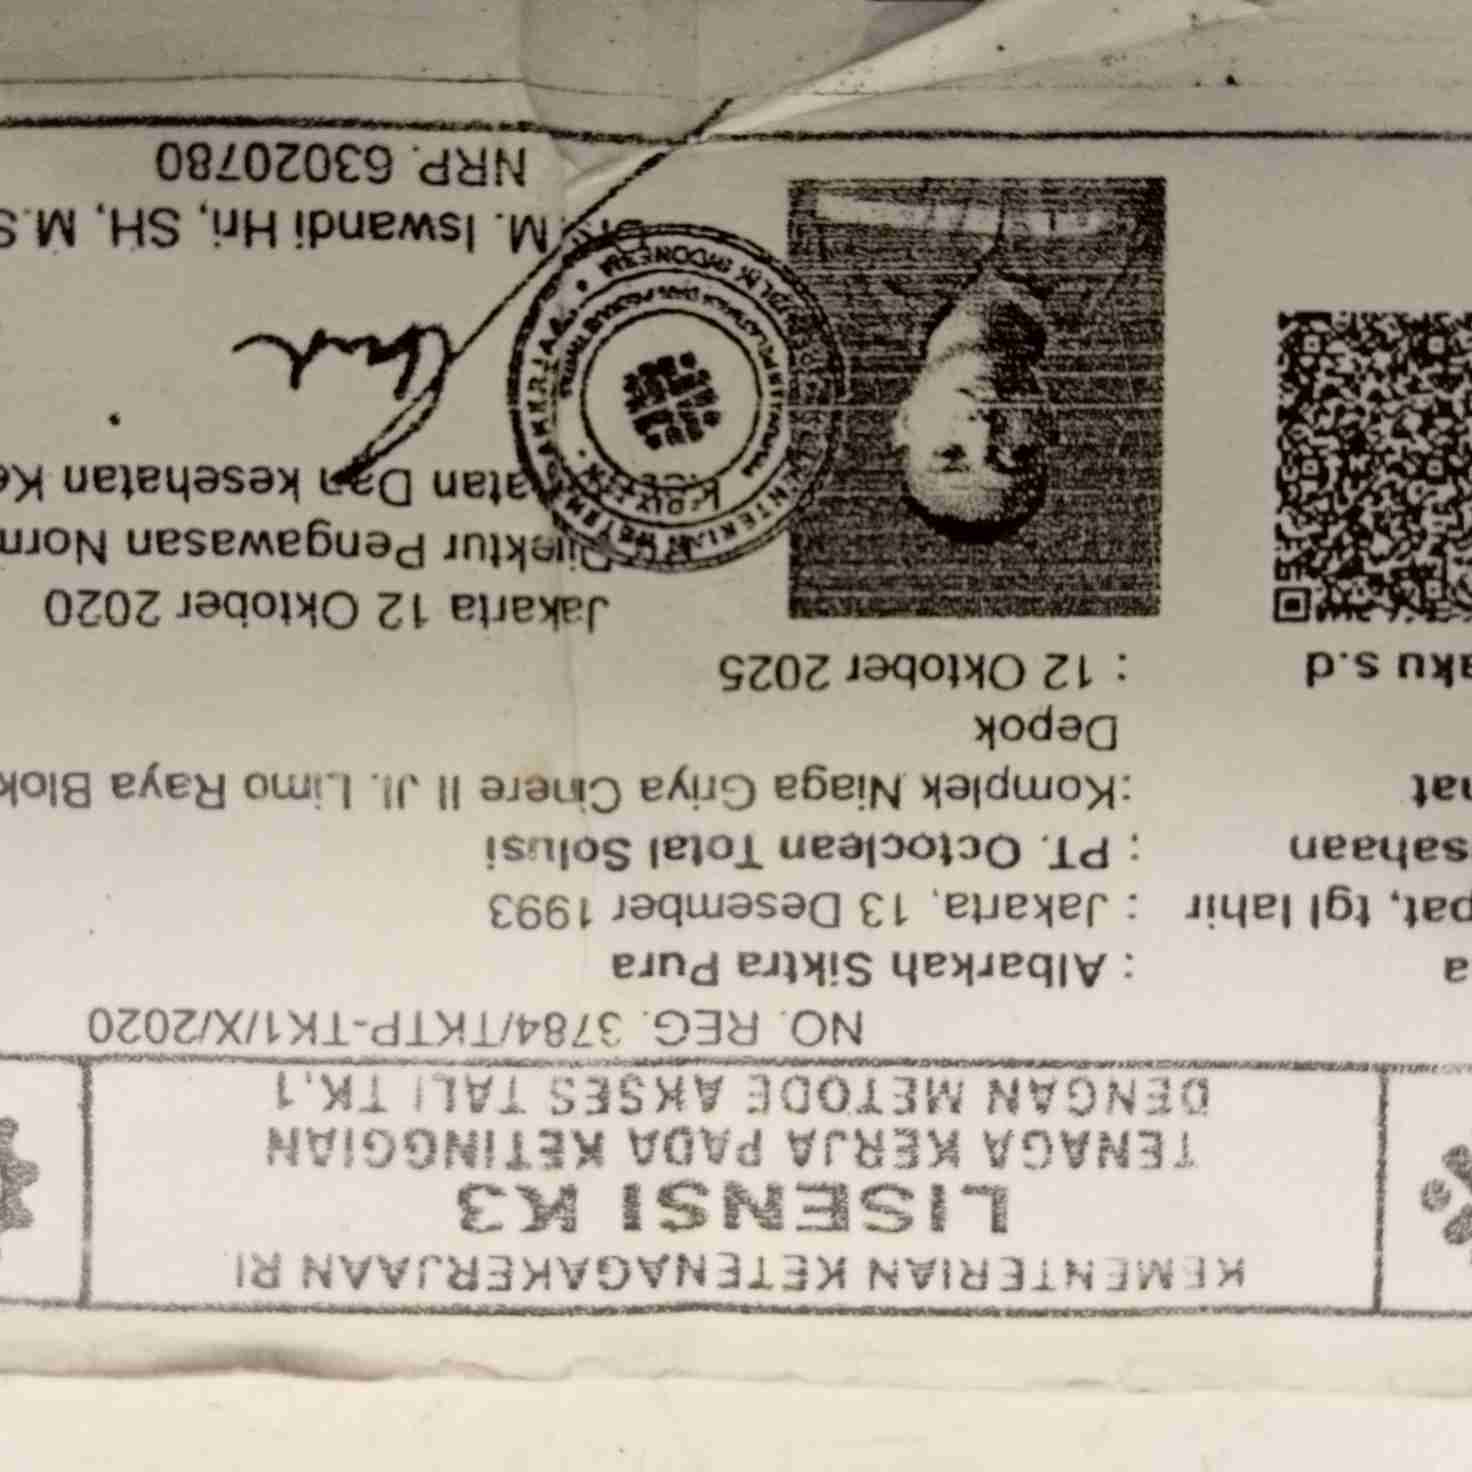 KEMENTERIAN KETENAGAKERJAAN RI
LISENSI K3
TENAGA KERJA PADA KETINGGIAN
DENGAN METODE AKSES TALI TK.1
NO. REG. 3784/TKTP-TK1/X/2020
a : Albarkah Siktra Pura
pat, tgl lahir : Jakarta, 13 Desember 1993
sahaan : PT. Octoclean Total Solusi
mat :Komplek Niaga Griya Cinere II Jl. Limo Raya Blok
Depok
aku s.d : 12 Oktober 2025
Jakarta 12 Oktober 2020
Direktur Pengawasan Norm
atan Dan kesehatan Ke
M. Iswandi Hri, SH, M.S
NRP. 63020780